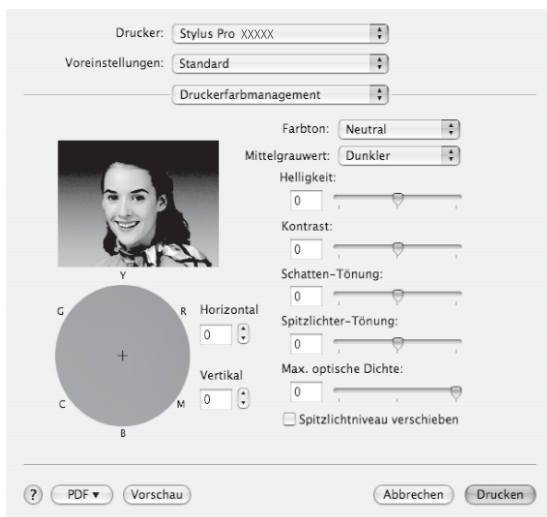 Drucker: Stylus Pro XXXXX
Voreinstellungen: Standard
Druckerfarbmanagement
Farbton: Neutral
Mittelgrauwert: Dunkler
Helligkeit:
0
Kontrast:
0
Schatten-Tönung:
0
Spitzlichter-Tönung:
0
Max. optische Dichte:
0
Spitzlichtniveau verschieben
Y
G R
C M
B
Horizontal
0
Vertikal
0
? PDF Vorschau Abbrechen Drucken